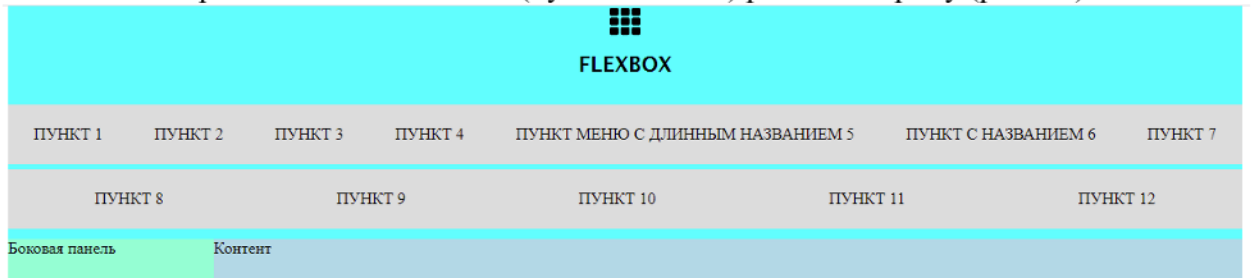 FLEXBOX
ПУНКТ 1 ПУНКТ 2 ПУНКТ 3 ПУНКТ 4 ПУНКТ МЕНЮ С ДЛИННЫМ НАЗВАНИЕМ 5 ПУНКТ С НАЗВАНИЕМ 6 ПУНКТ 7
ПУНКТ 8 ПУНКТ 9 ПУНКТ 10 ПУНКТ 11 ПУНКТ 12
Боковая панель Контент